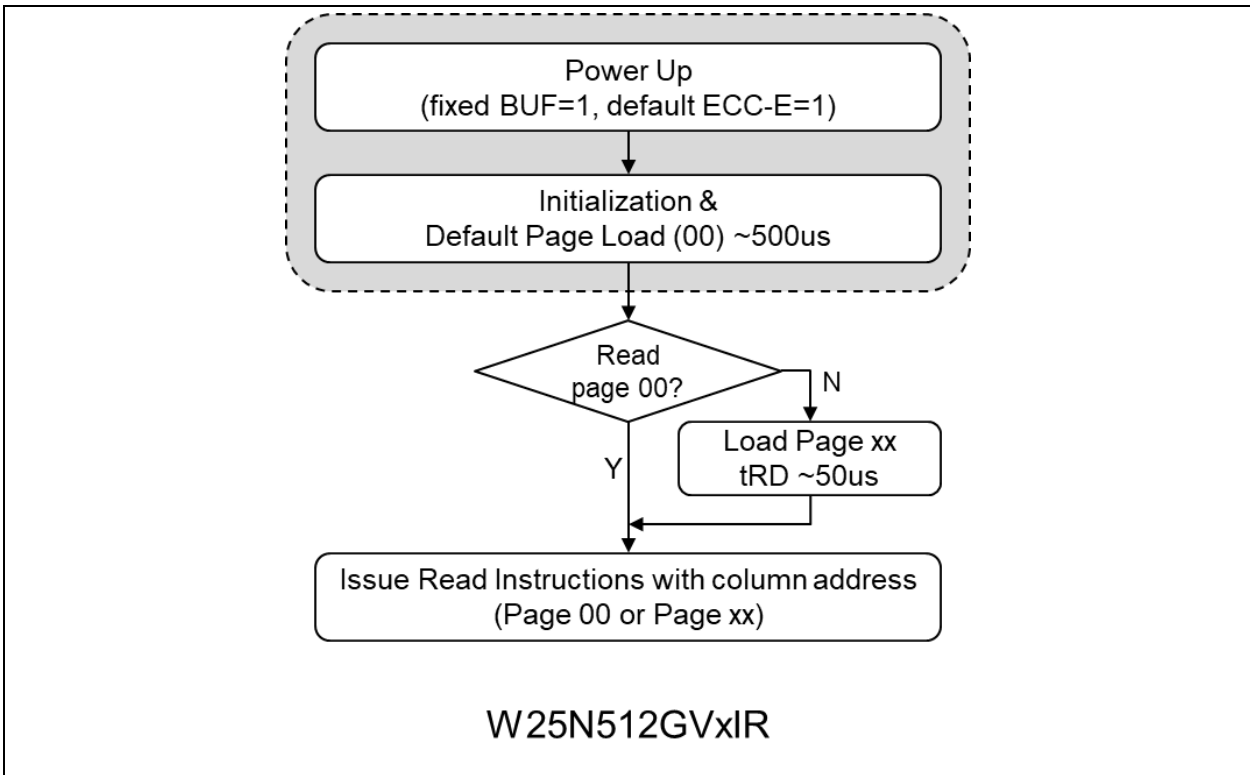 Power Up
(fixed BUF=1, default ECC-E=1)
Initialization &
Default Page Load (00) ~500us
Read
page 00?
N
Load Page xx
tRD ~50us
Y
Issue Read Instructions with column address
(Page 00 or Page xx)
W25N512GVxIR